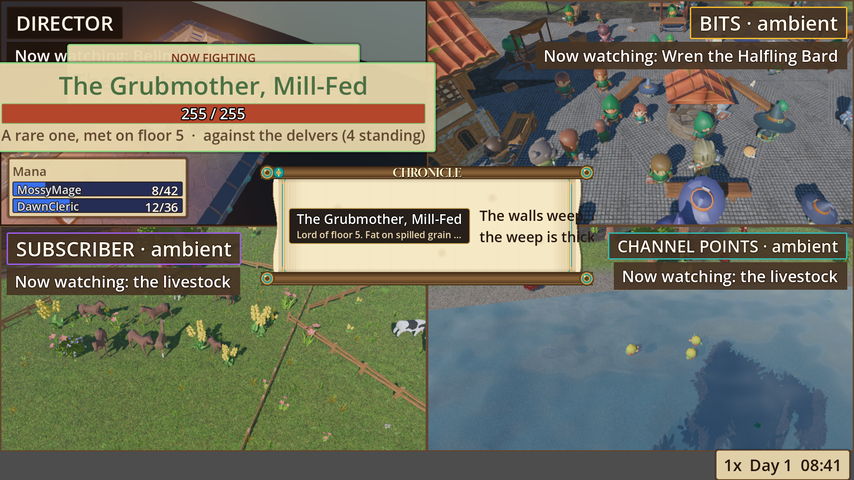 DIRECTOR
Now watching:
NOW FIGHTING
The Grubmother, Mill-Fed
255 / 255
A rare one, met on floor 5 · against the delvers (4 standing)
Mana
MossyMage 8/42
DawnCleric 12/36
BITS · ambient
Now watching: Wren the Halfling Bard
CHRONICLE
The Grubmother, Mill-Fed
Lord of floor 5. Fat on spilled grain ...
The walls weep,
the weep is thick
SUBSCRIBER · ambient
Now watching: the livestock
CHANNEL POINTS · ambient
Now watching: the livestock
1x Day 1 08:41